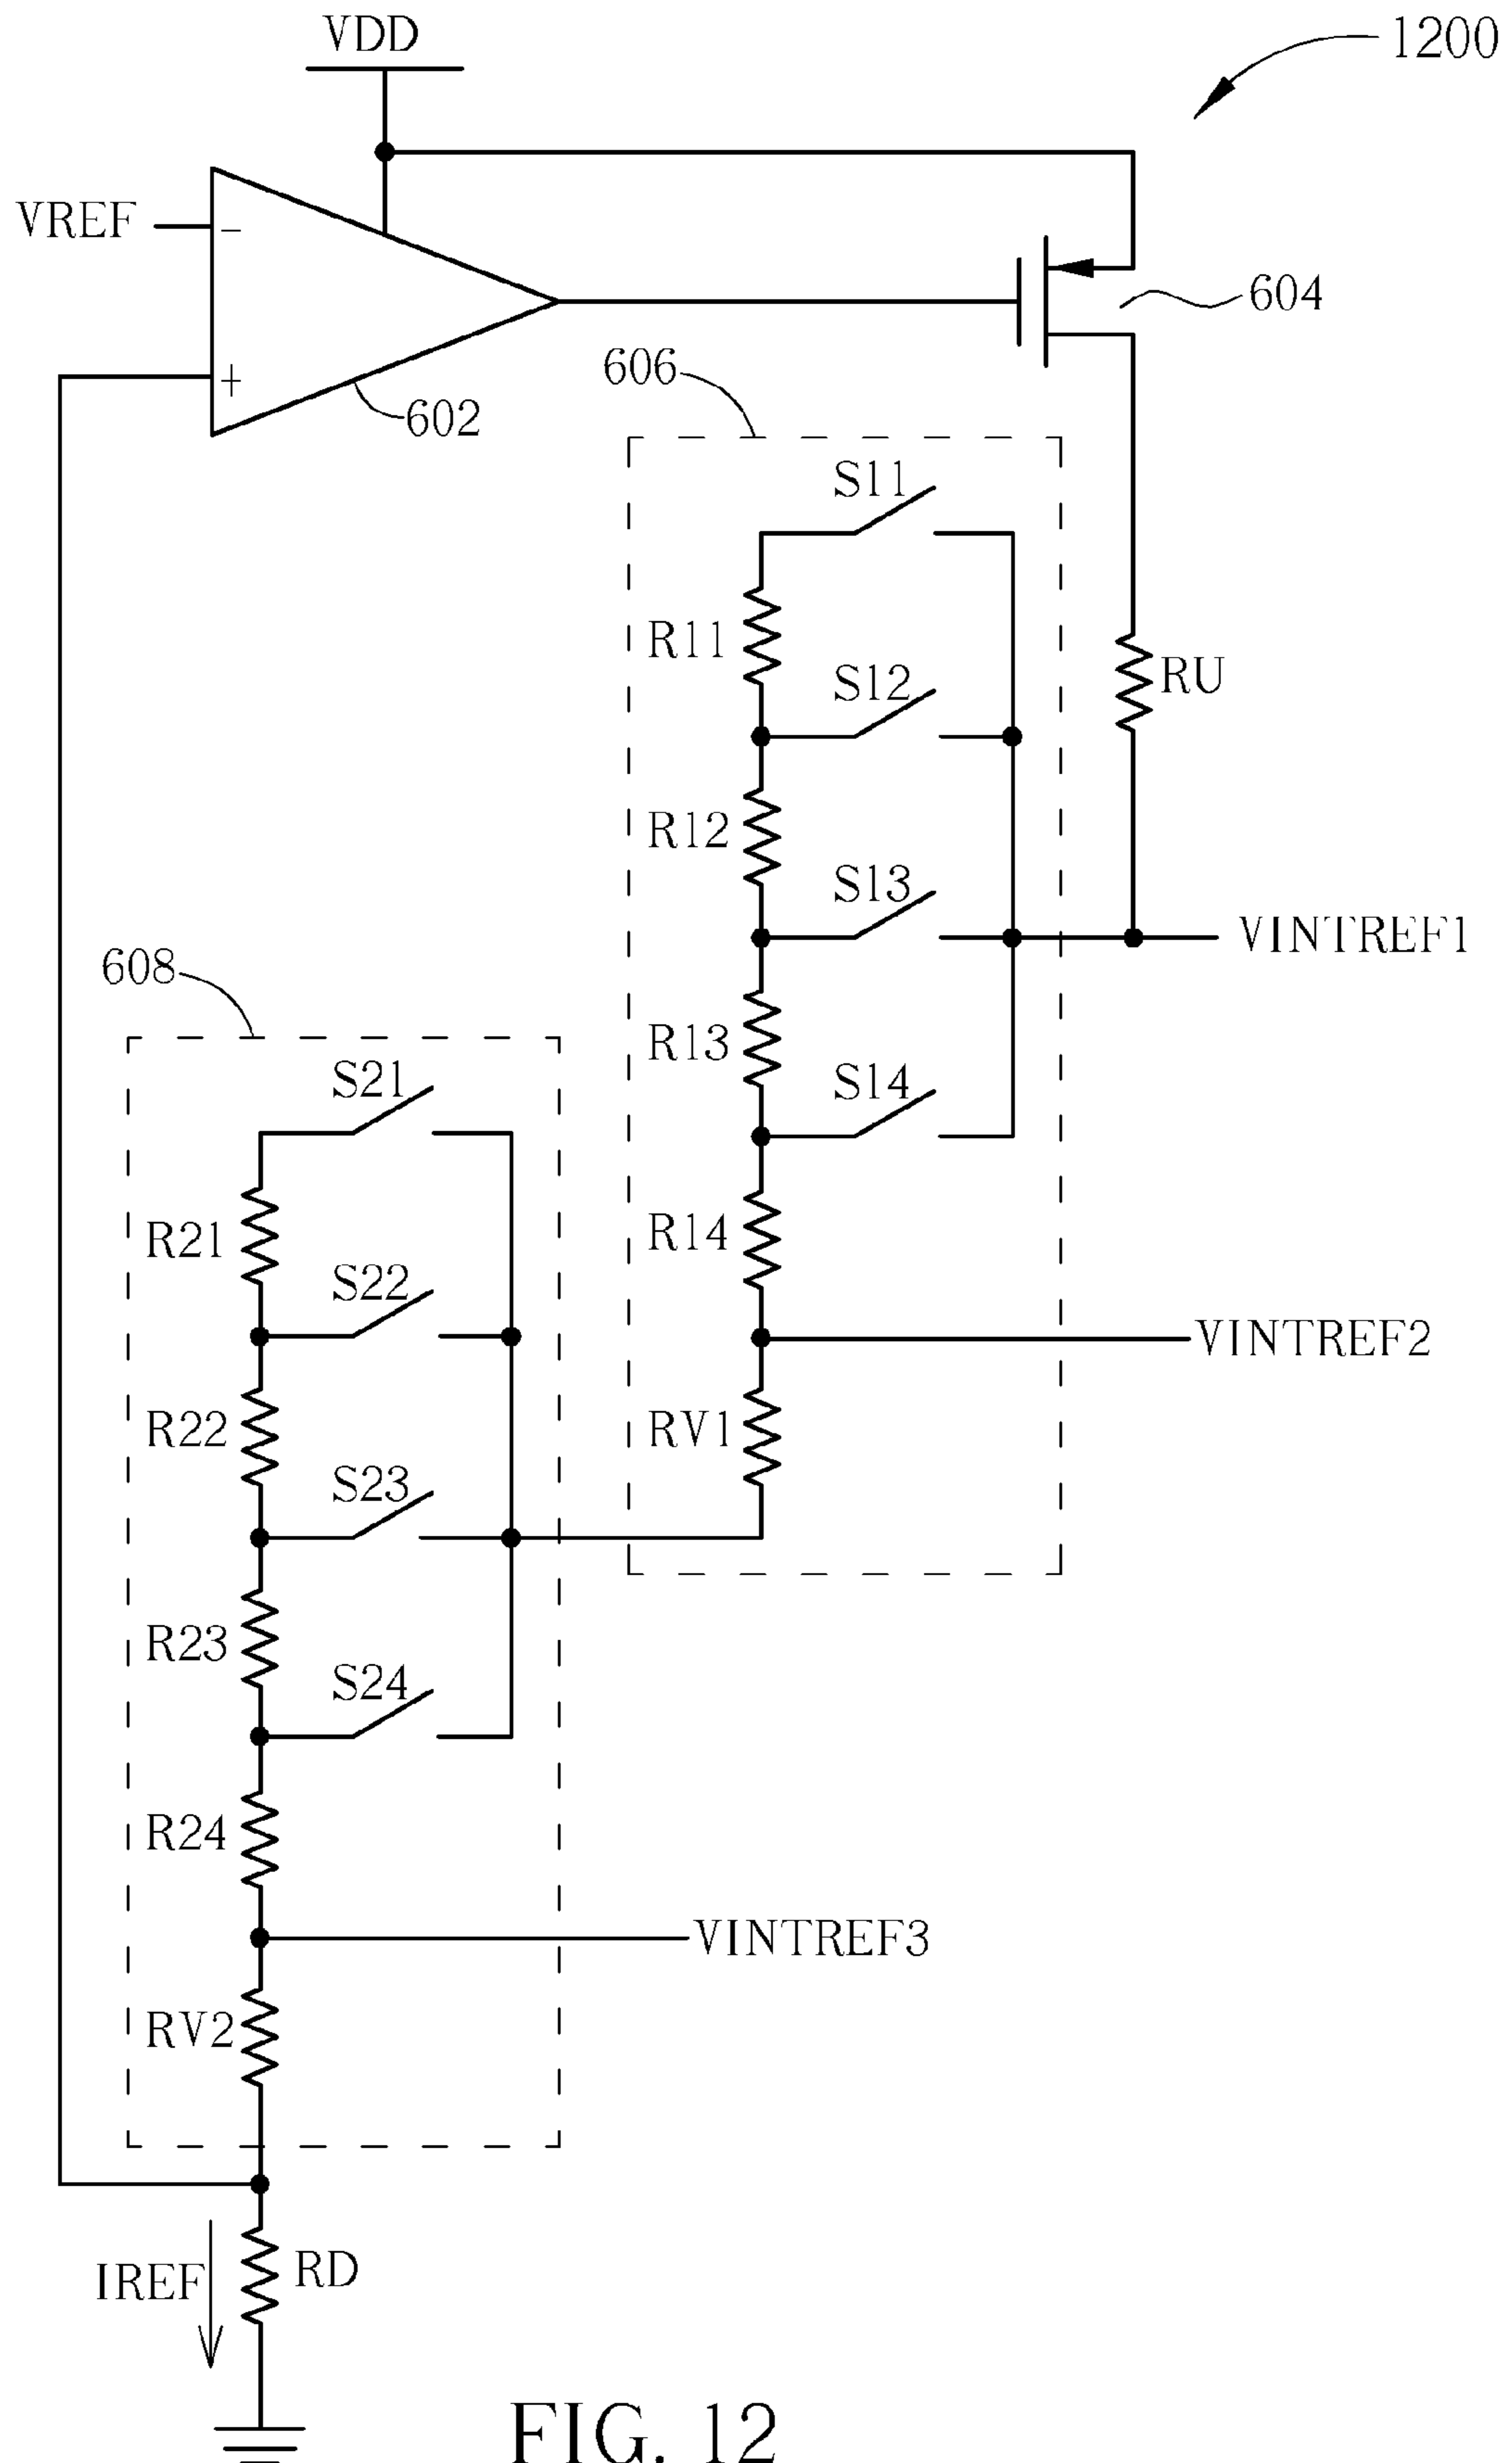 VDD
1200
VREF
−
604
+
602
606
S11
R11
S12
RU
R12
S13
VINTREF1
608
R13
S14
S21
R21
R14
S22
VINTREF2
R22
RV1
S23
R23
S24
R24
VINTREF3
RV2
IREF
RD
FIG. 12